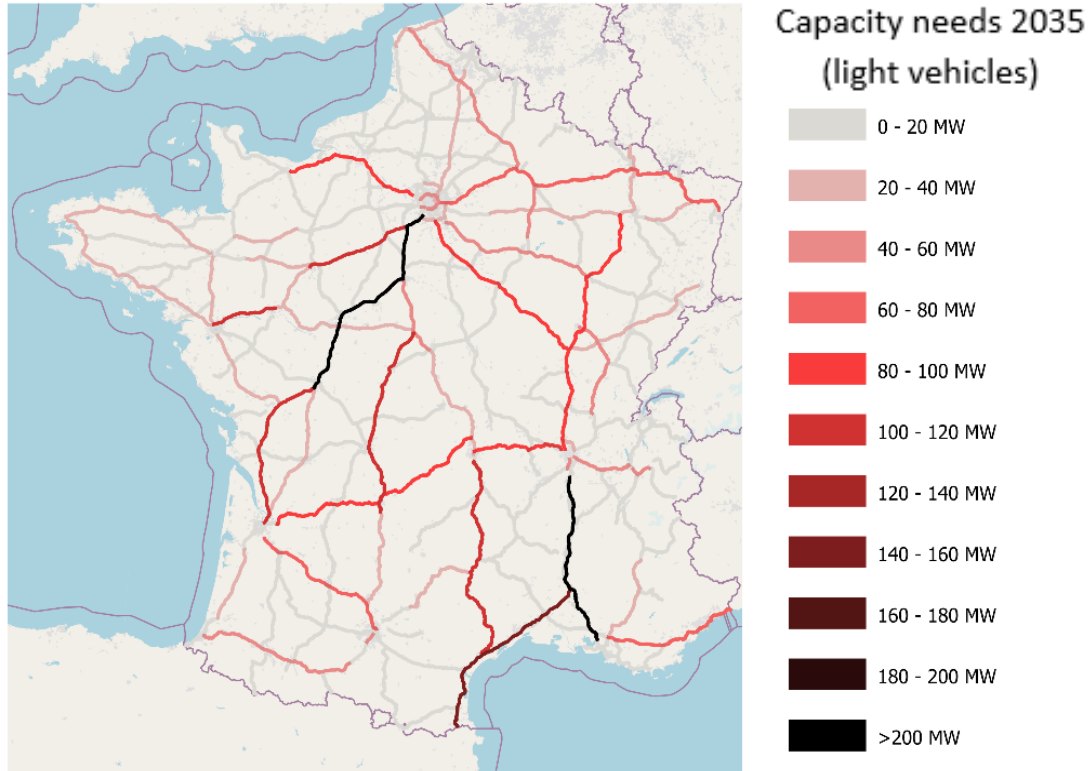 Capacity needs 2035
(light vehicles)
0 - 20 MW
20 - 40 MW
40 - 60 MW
60 - 80 MW
80 - 100 MW
100 - 120 MW
120 - 140 MW
140 - 160 MW
160 - 180 MW
180 - 200 MW
>200 MW